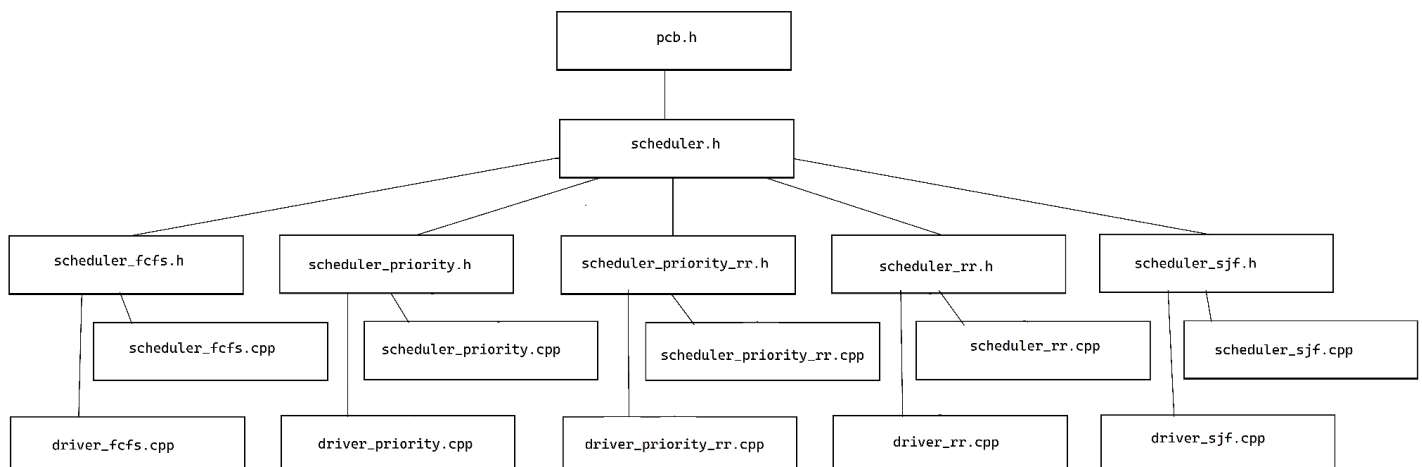 pcb.h
scheduler.h
scheduler_fcfs.h
scheduler_priority.h
scheduler_priority_rr.h
scheduler_rr.h
scheduler_sjf.h
scheduler_fcfs.cpp
scheduler_priority.cpp
scheduler_priority_rr.cpp
scheduler_rr.cpp
scheduler_sjf.cpp
driver_fcfs.cpp
driver_priority.cpp
driver_priority_rr.cpp
driver_rr.cpp
driver_sjf.cpp